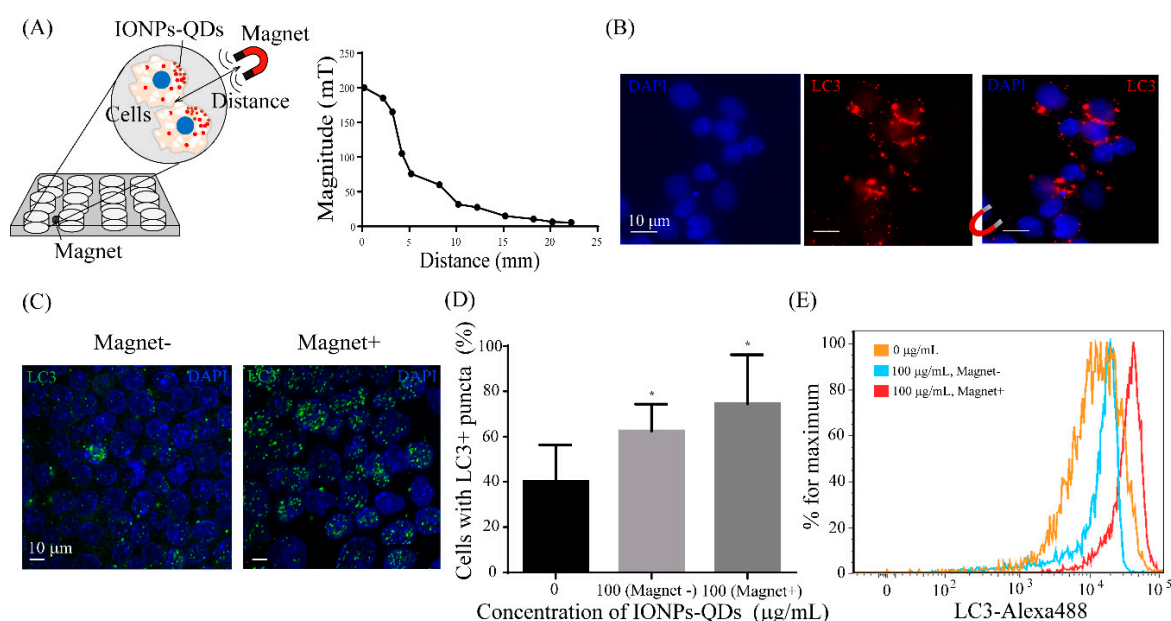 (A)
IONPs-QDs
Magnet
Distance
Cells
Magnet
Magnitude (mT)
250
200
150
100
50
0
0 5 10 15 20 25
Distance (mm)
(B)
DAPI
10 μm
LC3
DAPI LC3
(C)
Magnet-
Magnet+
LC3 DAPI
10 μm
LC3 DAPI
(D)
Cells with LC3+ puncta (%)
100
80
60
40
20
0
*
*
0 100 (Magnet -) 100 (Magnet+)
Concentration of IONPs-QDs (μg/mL)
(E)
% for maximum
100
80
60
40
20
0
0 μg/mL
100 μg/mL, Magnet-
100 μg/mL, Magnet+
0 10² 10³ 10⁴ 10⁵
LC3-Alexa488